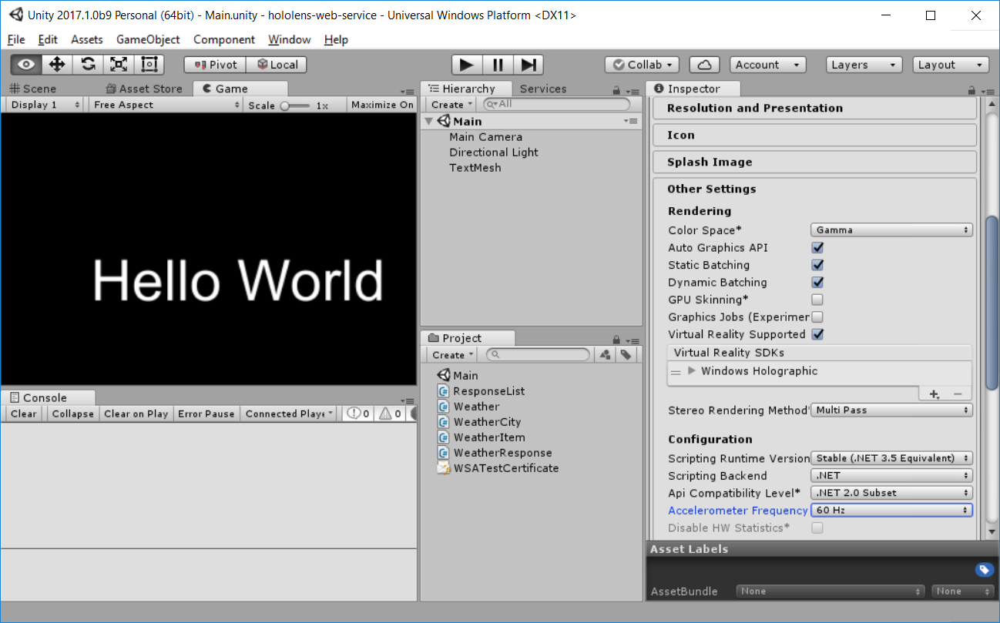 Unity 2017.1.0b9 Personal (64bit) - Main.unity - hololens-web-service - Universal Windows Platform <DX11>
File Edit Assets GameObject Component Window Help
Pivot Local Collab Account Layers Layout
Scene Asset Store Game
Display 1 Free Aspect Scale 1x Maximize On
Hello World
Console
Clear Collapse Clear on Play Error Pause Connected Playe 0 0
Hierarchy Services
Create All
Main
Main Camera
Directional Light
TextMesh
Project
Create
Main
ResponseList
Weather
WeatherCity
WeatherItem
WeatherResponse
WSATestCertificate
Inspector
Resolution and Presentation
Icon
Splash Image
Other Settings
Rendering
Color Space* Gamma
Auto Graphics API
Static Batching
Dynamic Batching
GPU Skinning*
Graphics Jobs (Experimer
Virtual Reality Supported
Virtual Reality SDKs
Windows Holographic
Stereo Rendering Method* Multi Pass
Configuration
Scripting Runtime Version Stable (.NET 3.5 Equivalent)
Scripting Backend .NET
Api Compatibility Level* .NET 2.0 Subset
Accelerometer Frequency 60 Hz
Disable HW Statistics*
Asset Labels
AssetBundle None None